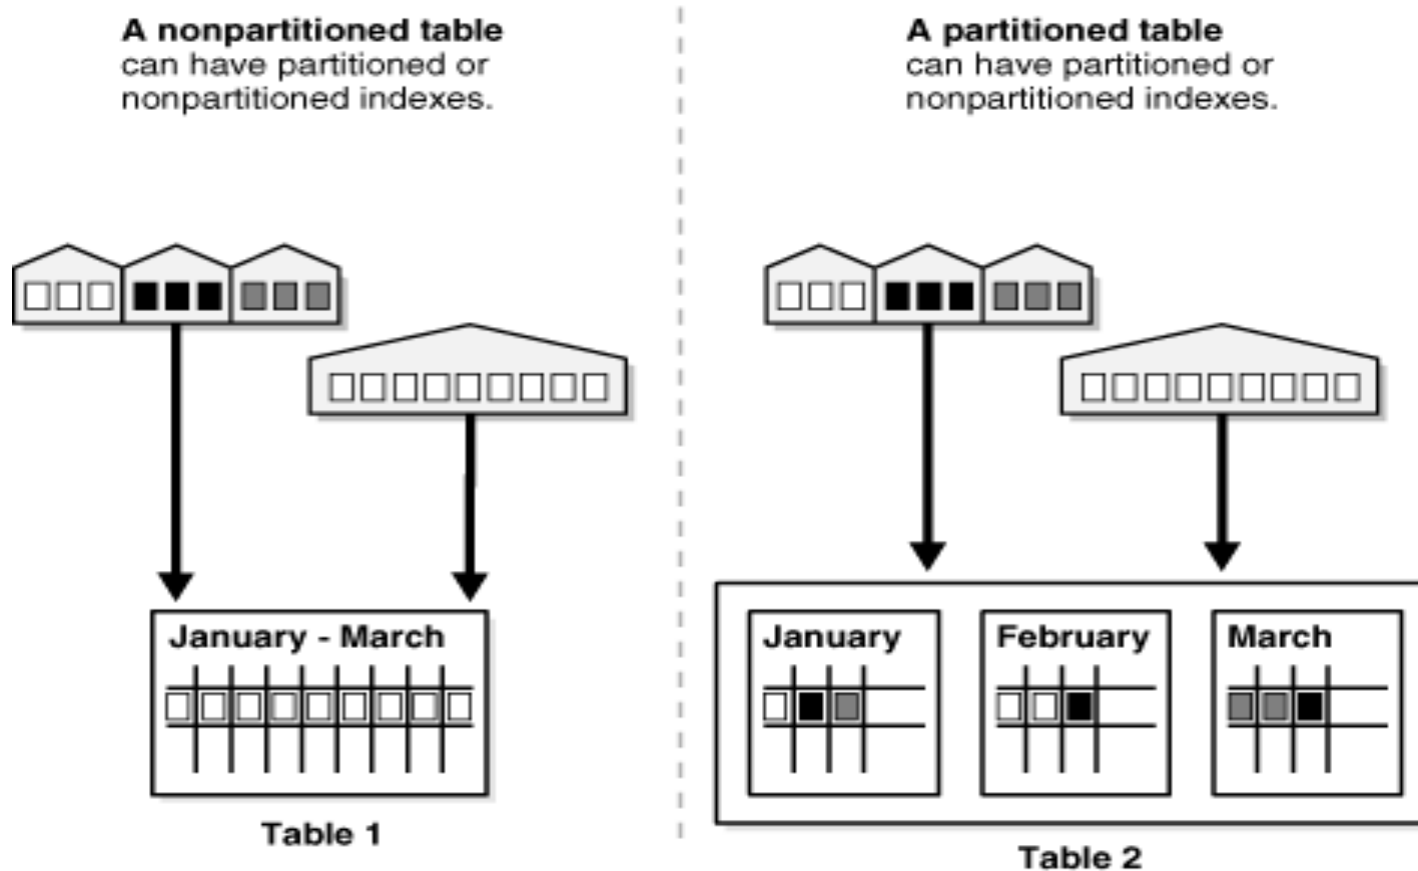 A nonpartitioned table
can have partitioned or
nonpartitioned indexes.
A partitioned table
can have partitioned or
nonpartitioned indexes.
January - March
Table 1
January
February
March
Table 2